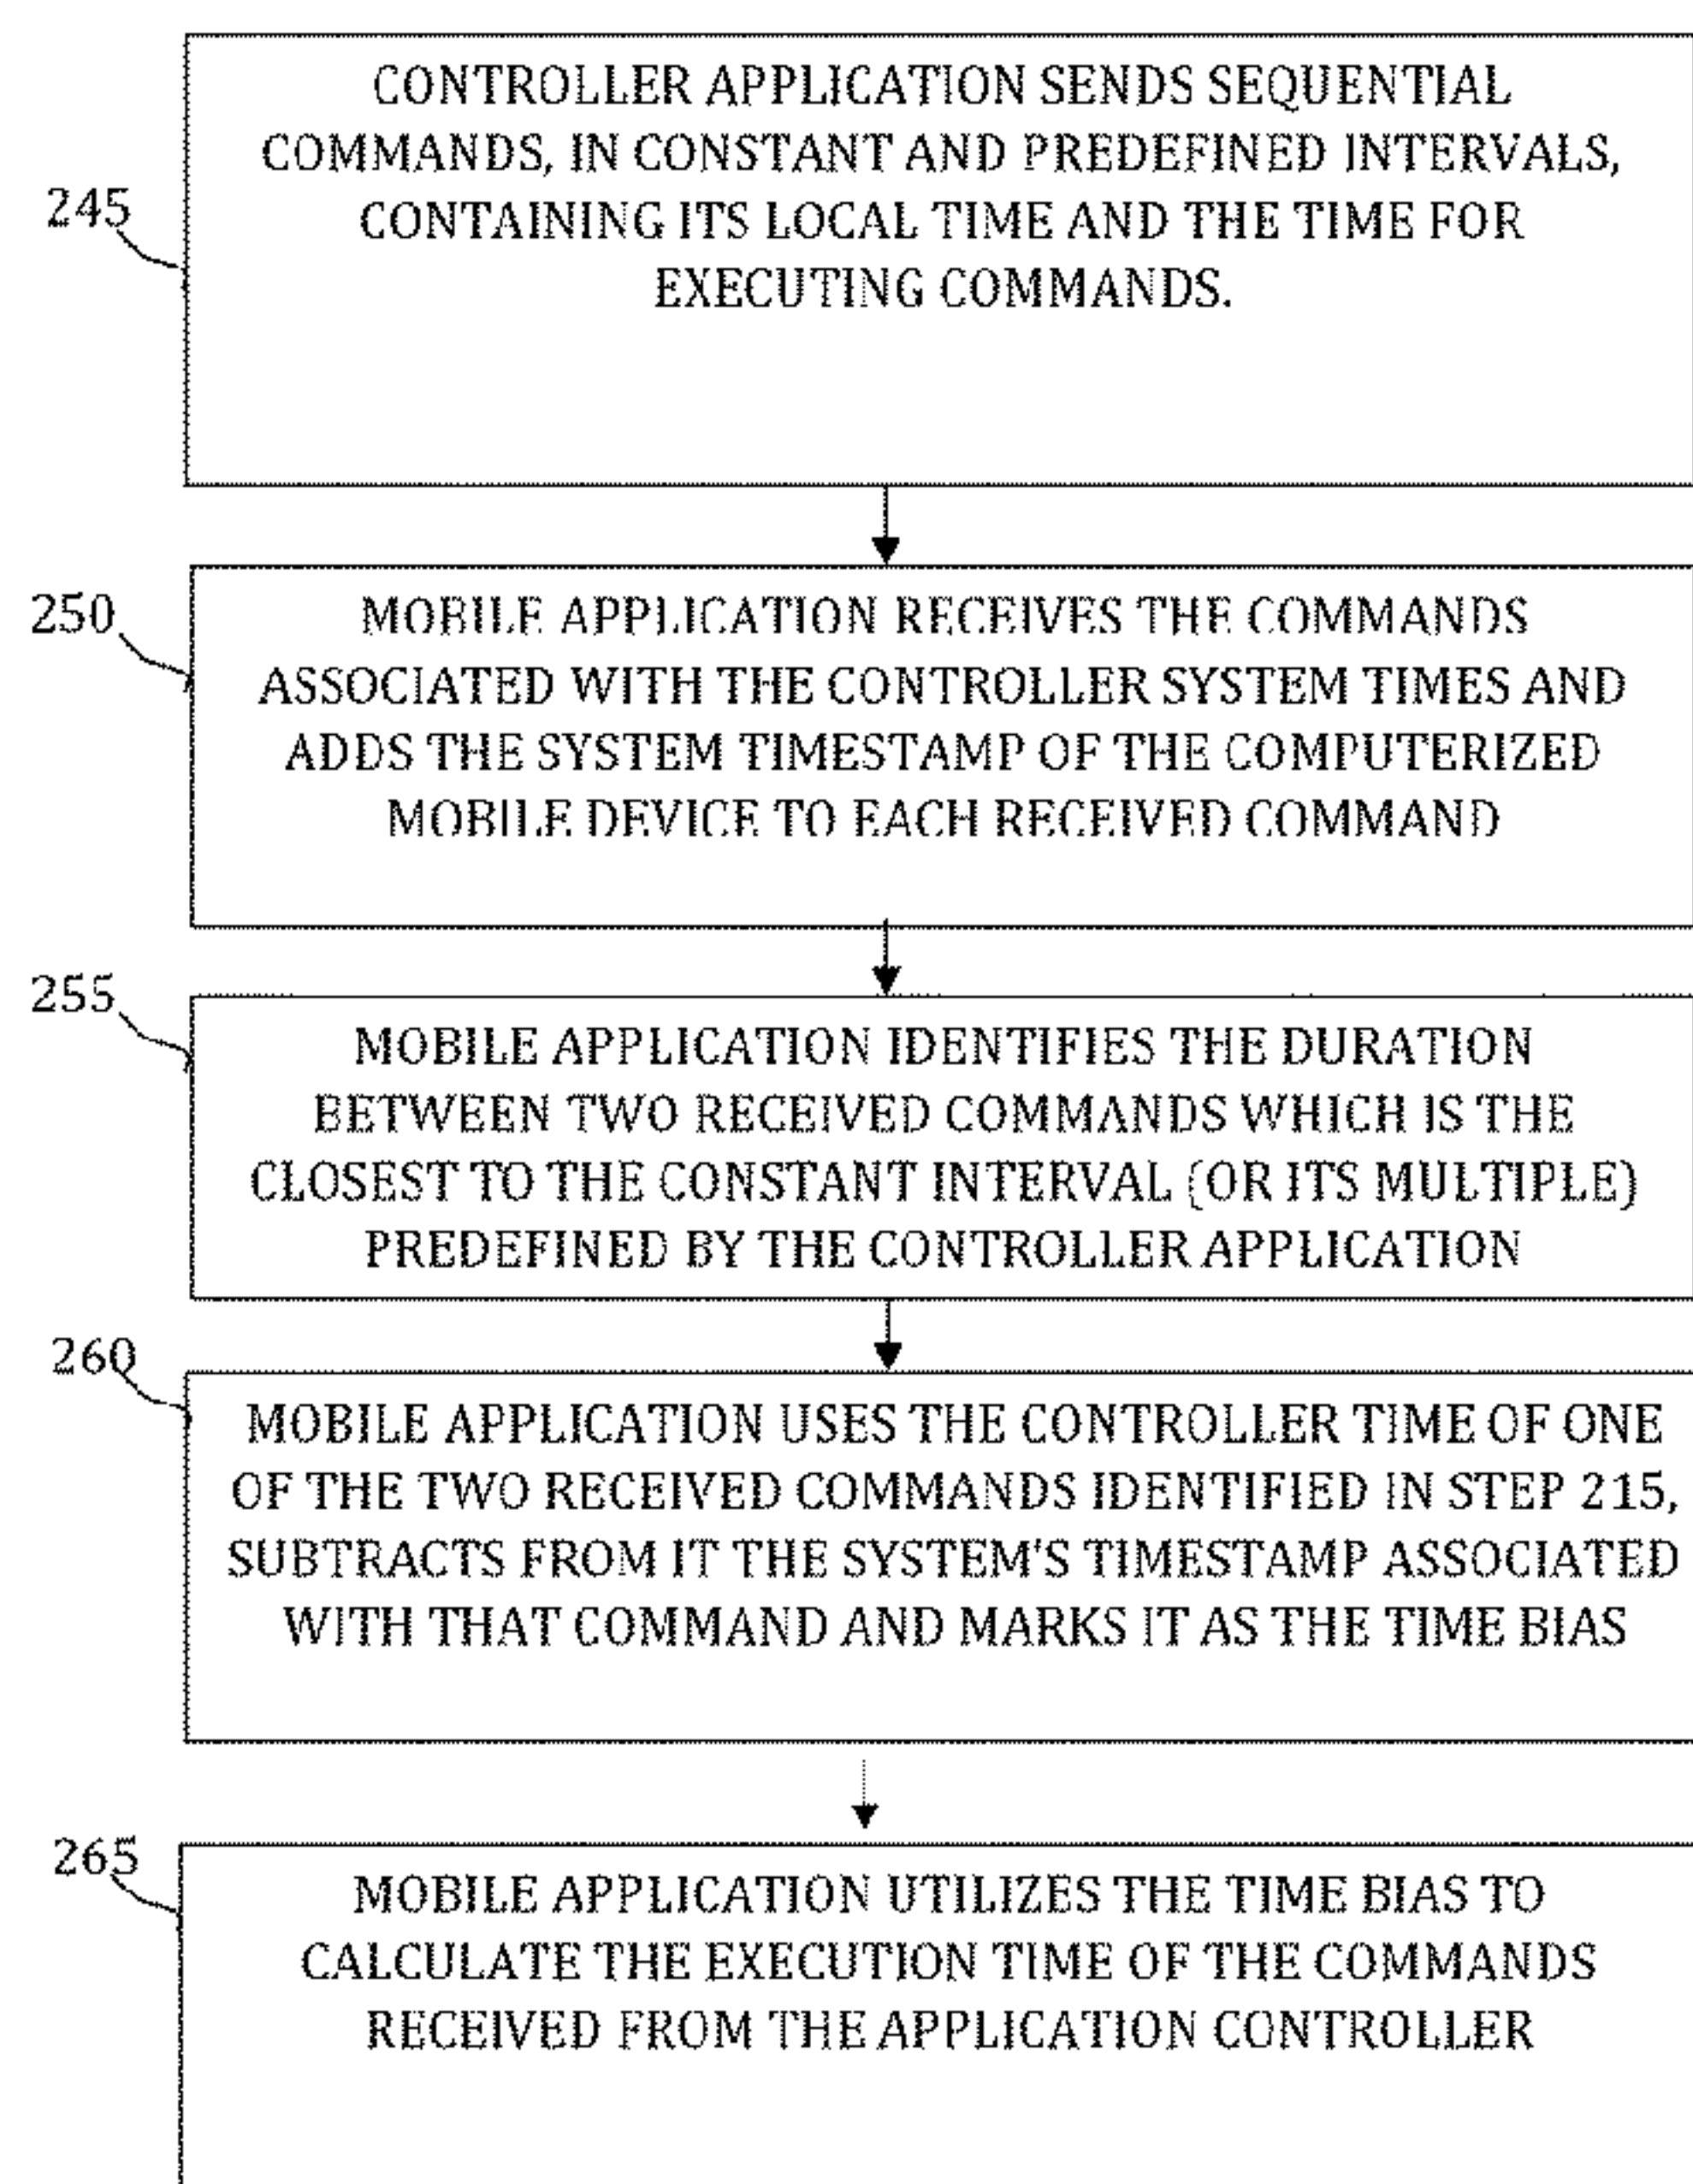 CONTROLLER APPLICATION SENDS SEQUENTIAL
COMMANDS, IN CONSTANT AND PREDEFINED INTERVALS,
245
CONTAINING ITS LOCAL TIME AND THE TIME FOR
EXECUTING COMMANDS.
250
MOBILE APPLICATION RECEIVES THE COMMANDS
ASSOCIATED WITH THE CONTROLLER SYSTEM TIMES AND
ADDS THE SYSTEM TIMESTAMP OF THE COMPUTERIZED
MOBILE DEVICE TO EACH RECEIVED COMMAND
255
MOBILE APPLICATION IDENTIFIES THE DURATION
BETWEEN TWO RECEIVED COMMANDS WHICH IS THE
CLOSEST TO THE CONSTANT INTERVAL (OR ITS MULTIPLE)
PREDEFINED BY THE CONTROLLER APPLICATION
260
MOBILE APPLICATION USES THE CONTROLLER TIME OF ONE
OF THE TWO RECEIVED COMMANDS IDENTIFIED IN STEP 215,
SUBTRACTS FROM IT THE SYSTEM'S TIMESTAMP ASSOCIATED
WITH THAT COMMAND AND MARKS IT AS THE TIME BIAS
265
MOBILE APPLICATION UTILIZES THE TIME BIAS TO
CALCULATE THE EXECUTION TIME OF THE COMMANDS
RECEIVED FROM THE APPLICATION CONTROLLER